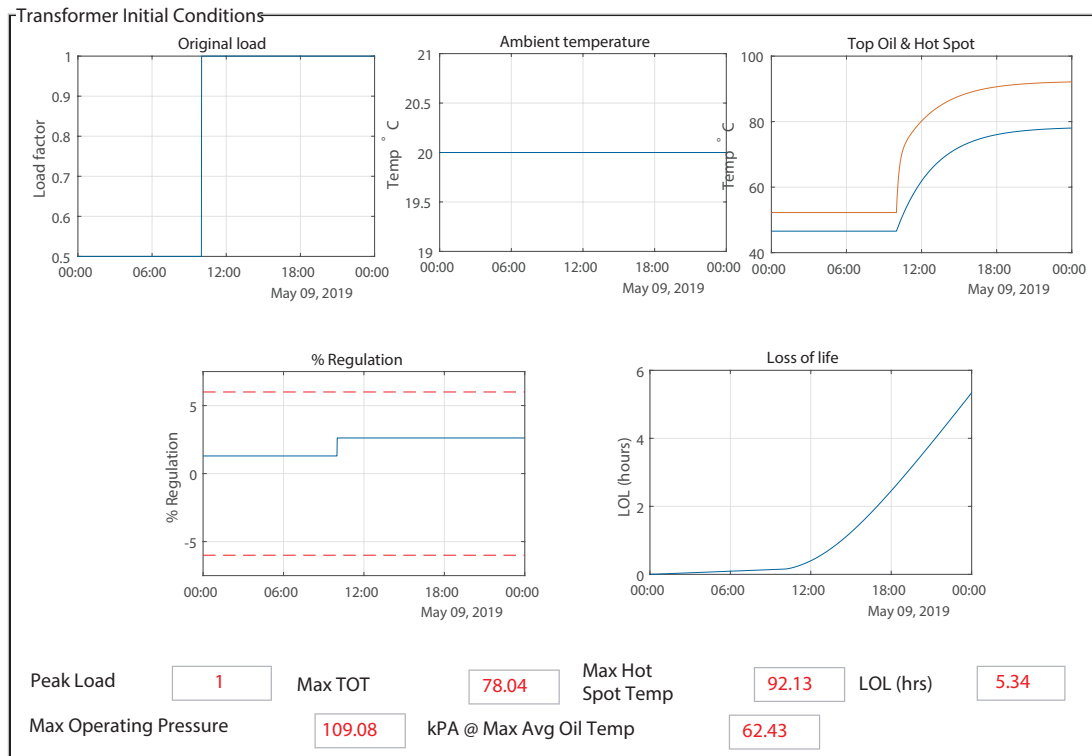 Transformer Initial Conditions
Original load
Load factor
1
0.9
0.8
0.7
0.6
0.5
00:00 06:00 12:00 18:00 00:00
May 09, 2019
Ambient temperature
Temp ° C
21
20.5
20
19.5
19
00:00 06:00 12:00 18:00 00:00
May 09, 2019
Top Oil & Hot Spot
Temp ° C
100
80
60
40
00:00 06:00 12:00 18:00 00:00
May 09, 2019
% Regulation
% Regulation
5
0
-5
00:00 06:00 12:00 18:00 00:00
May 09, 2019
Loss of life
LOL (hours)
6
4
2
0
00:00 06:00 12:00 18:00 00:00
May 09, 2019
Peak Load 1 Max TOT 78.04 Max Hot
Spot Temp 92.13 LOL (hrs) 5.34
Max Operating Pressure 109.08 kPA @ Max Avg Oil Temp 62.43